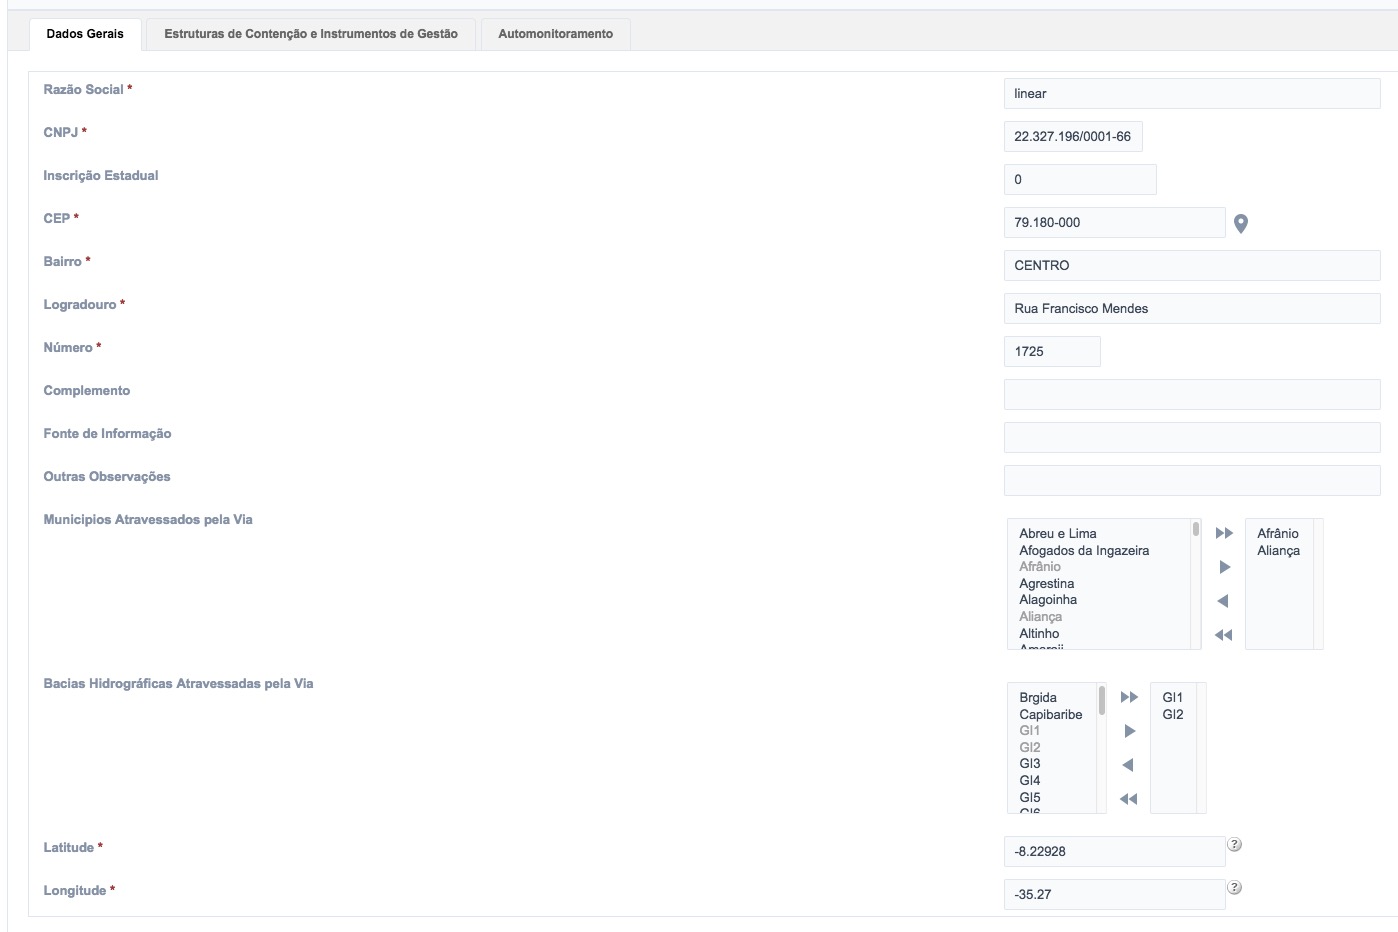 Dados Gerais
Estruturas de Contenção e Instrumentos de Gestão
Automonitoramento
Razão Social * linear
CNPJ * 22.327.196/0001-66
Inscrição Estadual 0
CEP * 79.180-000
Bairro * CENTRO
Logradouro * Rua Francisco Mendes
Número * 1725
Complemento
Fonte de Informação
Outras Observações
Municipios Atravessados pela Via
Abreu e Lima
Afogados da Ingazeira
Afrânio
Agrestina
Alagoinha
Aliança
Altinho
Amaraji
Afrânio
Aliança
Bacias Hidrográficas Atravessadas pela Via
Brgida
Capibaribe
GI1
GI2
GI3
GI4
GI5
GI6
GI1
GI2
Latitude * -8.22928 ?
Longitude * -35.27 ?